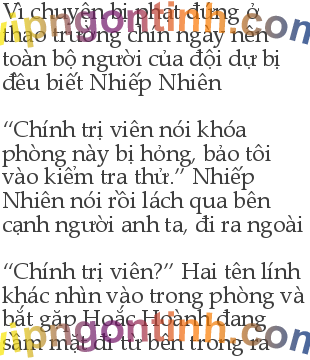 Vì chuyện bị phạt đứng ở
thao trường chín ngày nên
toàn bộ người của đội dự bị
đều biết Nhiếp Nhiên
“Chính trị viên nói khóa
phòng này bị hỏng, bảo tôi
vào kiểm tra thử.” Nhiếp
Nhiên nói rồi lách qua bên
cạnh người anh ta, đi ra ngoài
“Chính trị viên?” Hai tên lính
khác nhìn vào trong phòng và
bắt gặp Hoắc Hoành đang
sầm mặt đi từ bên trong ra